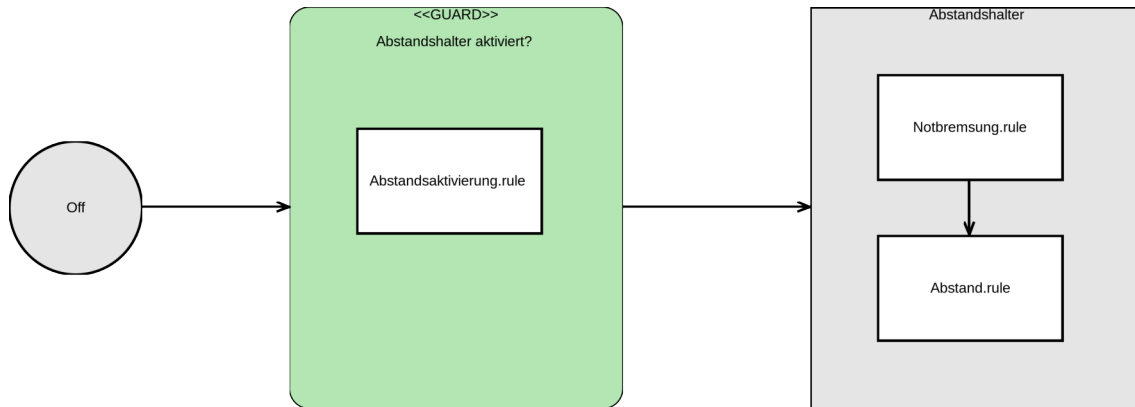 Off
<<GUARD>>
Abstandshalter aktiviert?
Abstandsaktivierung.rule
Abstandshalter
Notbremsung.rule
Abstand.rule